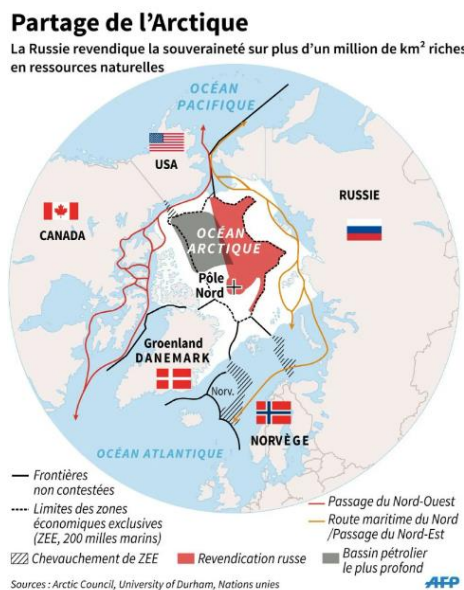 Partage de l'Arctique
La Russie revendique la souveraineté sur plus d'un million de km² riches
en ressources naturelles
OCÉAN
PACIFIQUE
USA
RUSSIE
CANADA
OCÉAN
ARCTIQUE
Pôle
Nord
Groenland
DANEMARK
Norv.
NORVÈGE
OCÉAN ATLANTIQUE
Frontières
non contestées
Limites des zones
économiques exclusives
(ZEE, 200 milles marins)
Passage du Nord-Ouest
Route maritime du Nord
/Passage du Nord-Est
Chevauchement de ZEE
Revendication russe
Bassin pétrolier
le plus profond
Sources : Arctic Council, University of Durham, Nations unies
AFP